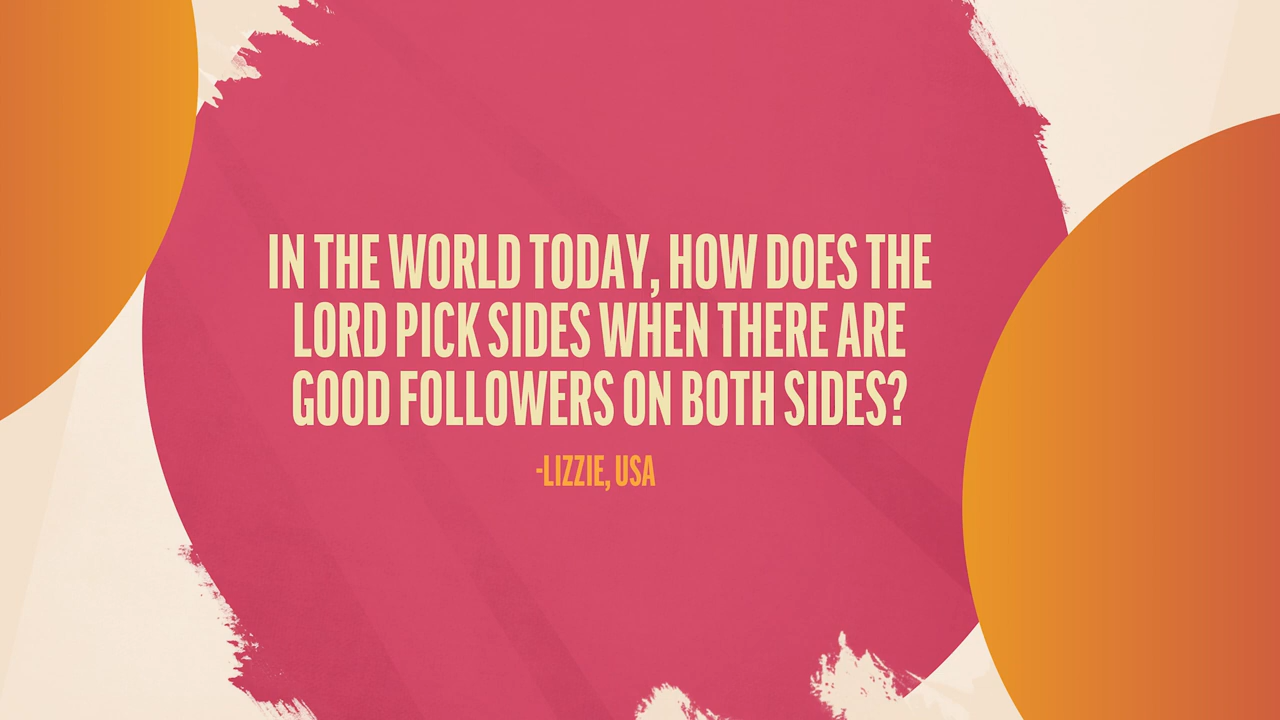 IN THE WORLD TODAY, HOW DOES THE
LORD PICK SIDES WHEN THERE ARE
GOOD FOLLOWERS ON BOTH SIDES?
-LIZZIE, USA